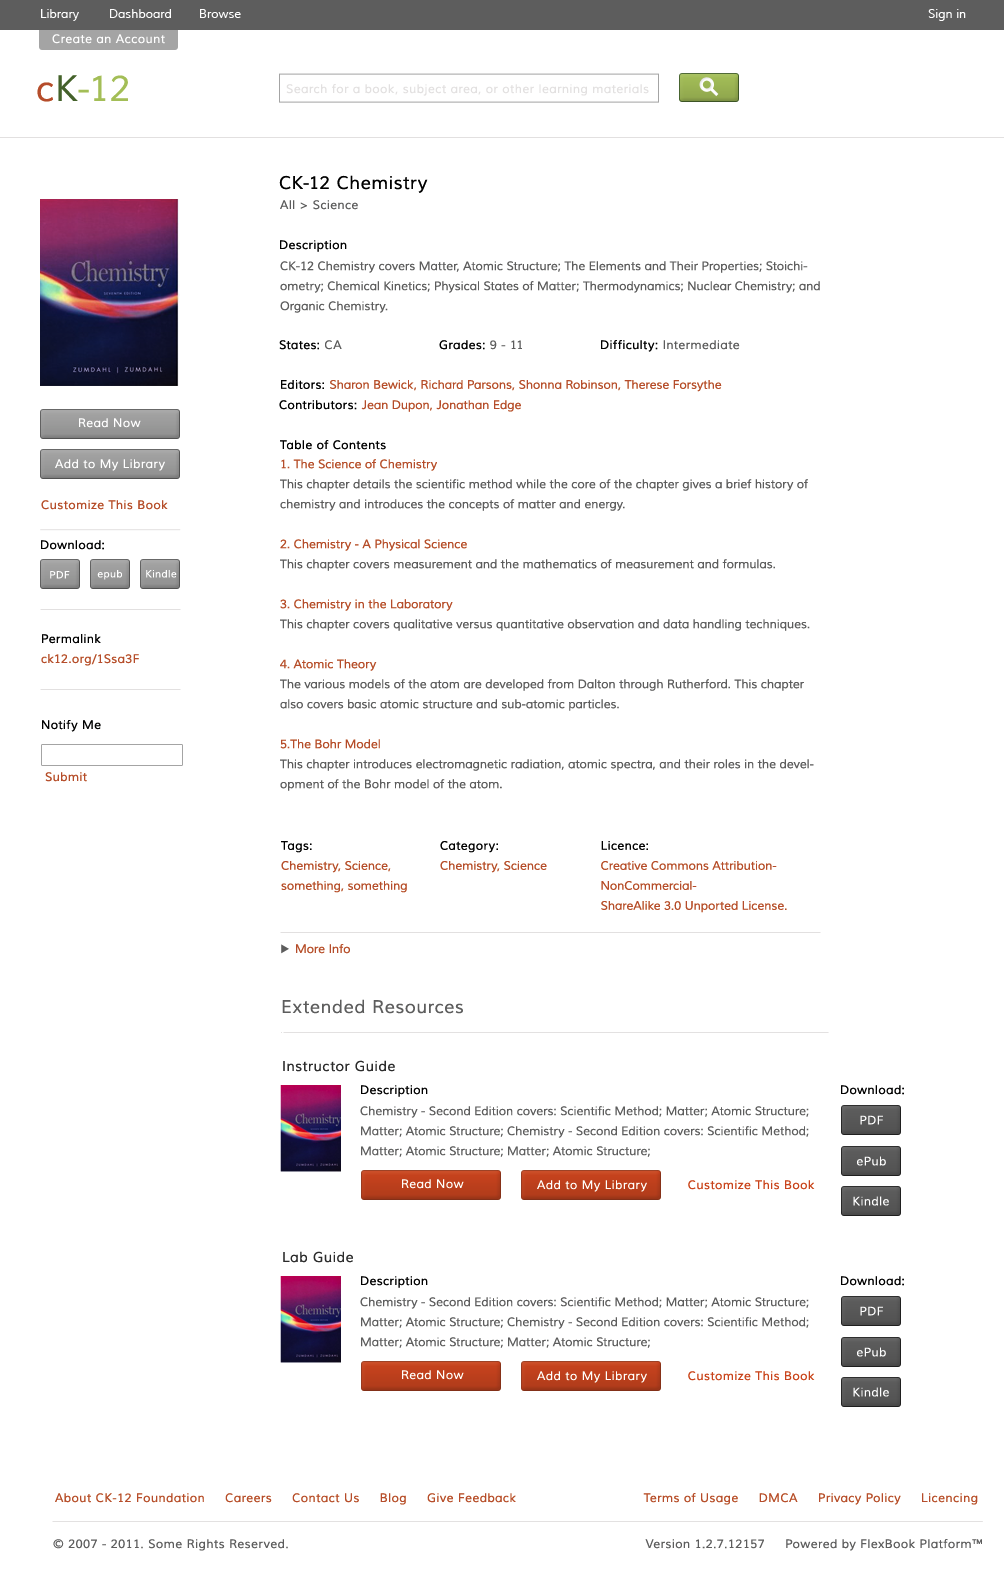 Library Dashboard Browse Sign in
Create an Account
cK-12
Search for a book, subject area, or other learning materials
CK-12 Chemistry
All > Science
Chemistry
SEVENTH EDITION
ZUMDAHL | ZUMDAHL
Read Now
Add to My Library
Customize This Book
Download:
PDF epub Kindle
Permalink
ck12.org/1Ssa3F
Notify Me
Submit
Description
CK-12 Chemistry covers Matter, Atomic Structure; The Elements and Their Properties; Stoichi-
ometry; Chemical Kinetics; Physical States of Matter; Thermodynamics; Nuclear Chemistry; and
Organic Chemistry.
States: CA Grades: 9 - 11 Difficulty: Intermediate
Editors: Sharon Bewick, Richard Parsons, Shonna Robinson, Therese Forsythe
Contributors: Jean Dupon, Jonathan Edge
Table of Contents
1. The Science of Chemistry
This chapter details the scientific method while the core of the chapter gives a brief history of
chemistry and introduces the concepts of matter and energy.
2. Chemistry - A Physical Science
This chapter covers measurement and the mathematics of measurement and formulas.
3. Chemistry in the Laboratory
This chapter covers qualitative versus quantitative observation and data handling techniques.
4. Atomic Theory
The various models of the atom are developed from Dalton through Rutherford. This chapter
also covers basic atomic structure and sub-atomic particles.
5.The Bohr Model
This chapter introduces electromagnetic radiation, atomic spectra, and their roles in the devel-
opment of the Bohr model of the atom.
Tags:
Chemistry, Science,
something, something
Category:
Chemistry, Science
Licence:
Creative Commons Attribution-
NonCommercial-
ShareAlike 3.0 Unported License.
More Info
Extended Resources
Instructor Guide
Chemistry
ZUMDAHL | ZUMDAHL
Description
Chemistry - Second Edition covers: Scientific Method; Matter; Atomic Structure;
Matter; Atomic Structure; Chemistry - Second Edition covers: Scientific Method;
Matter; Atomic Structure; Matter; Atomic Structure;
Read Now Add to My Library Customize This Book
Download:
PDF
ePub
Kindle
Lab Guide
Chemistry
ZUMDAHL | ZUMDAHL
Description
Chemistry - Second Edition covers: Scientific Method; Matter; Atomic Structure;
Matter; Atomic Structure; Chemistry - Second Edition covers: Scientific Method;
Matter; Atomic Structure; Matter; Atomic Structure;
Read Now Add to My Library Customize This Book
Download:
PDF
ePub
Kindle
About CK-12 Foundation Careers Contact Us Blog Give Feedback Terms of Usage DMCA Privacy Policy Licencing
© 2007 - 2011. Some Rights Reserved. Version 1.2.7.12157 Powered by FlexBook Platform™